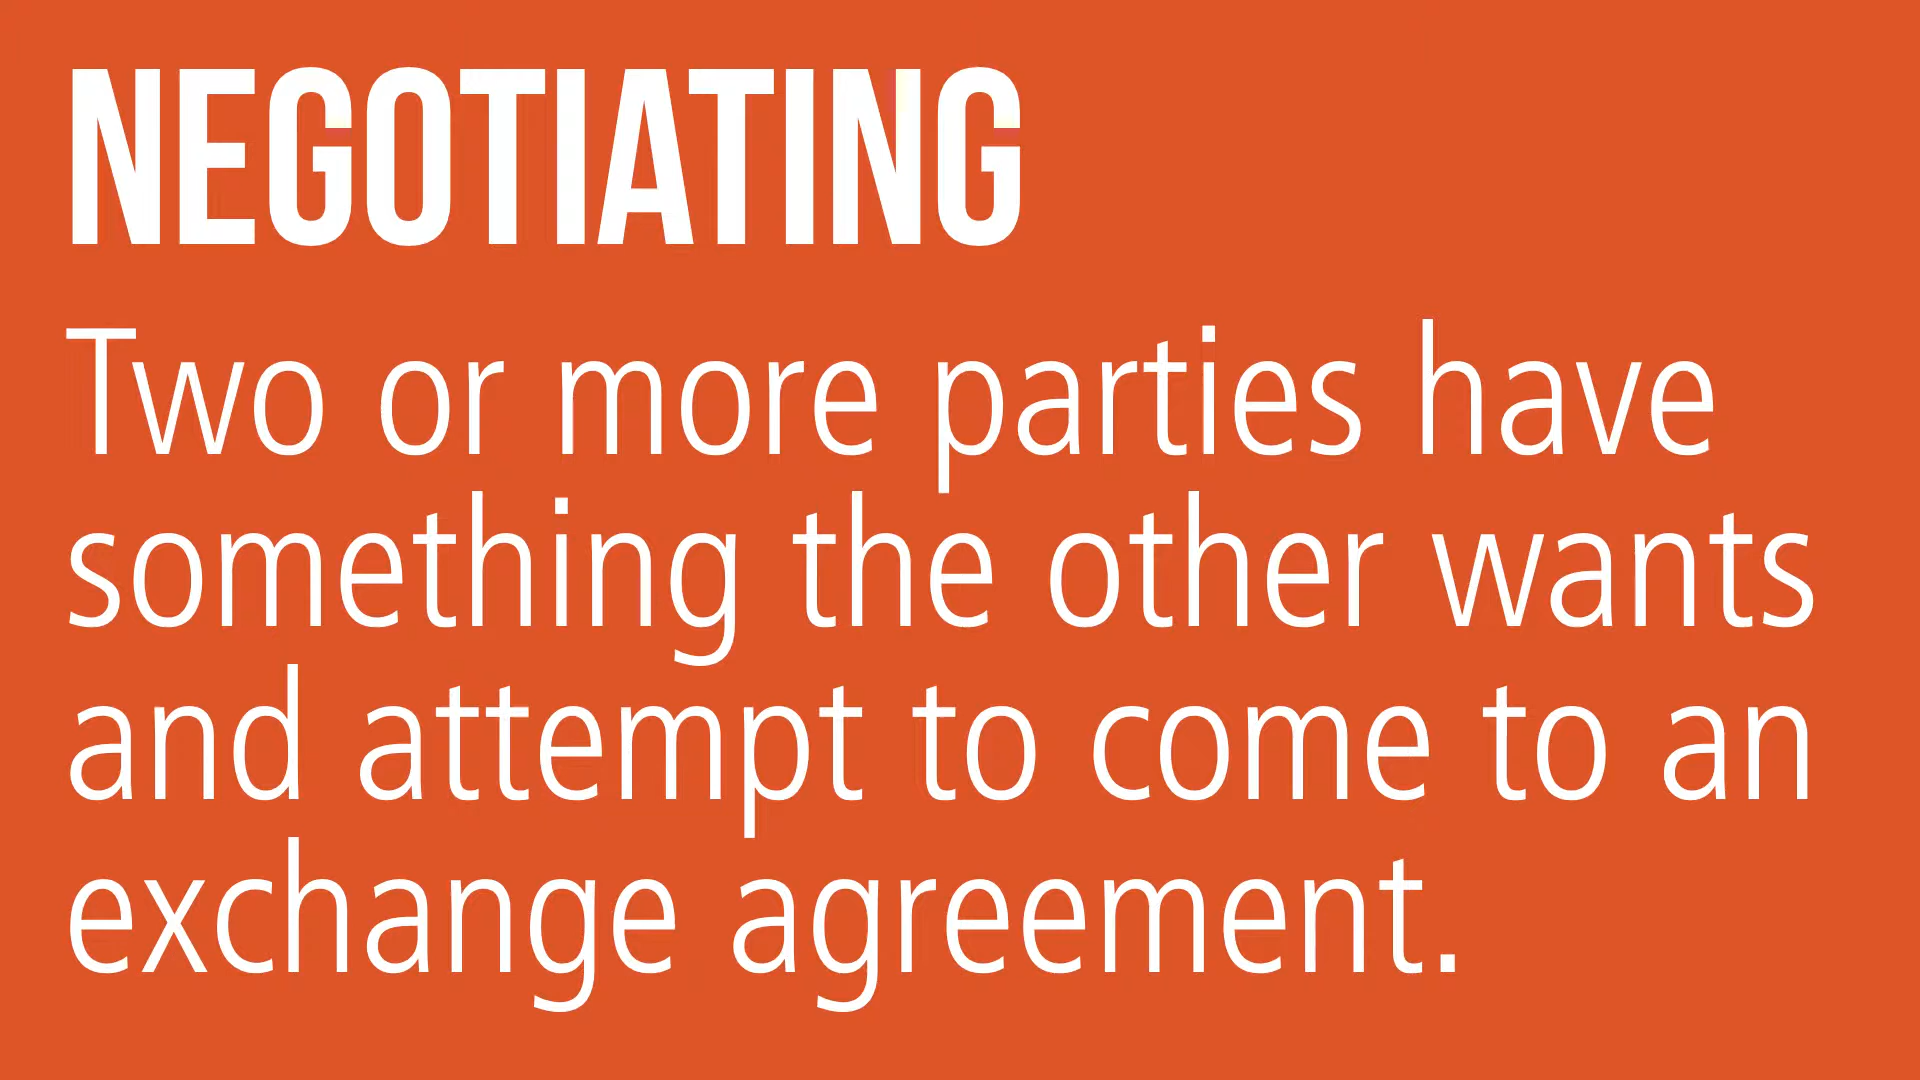 NEGOTIATING
Two or more parties have
something the other wants
and attempt to come to an
exchange agreement.